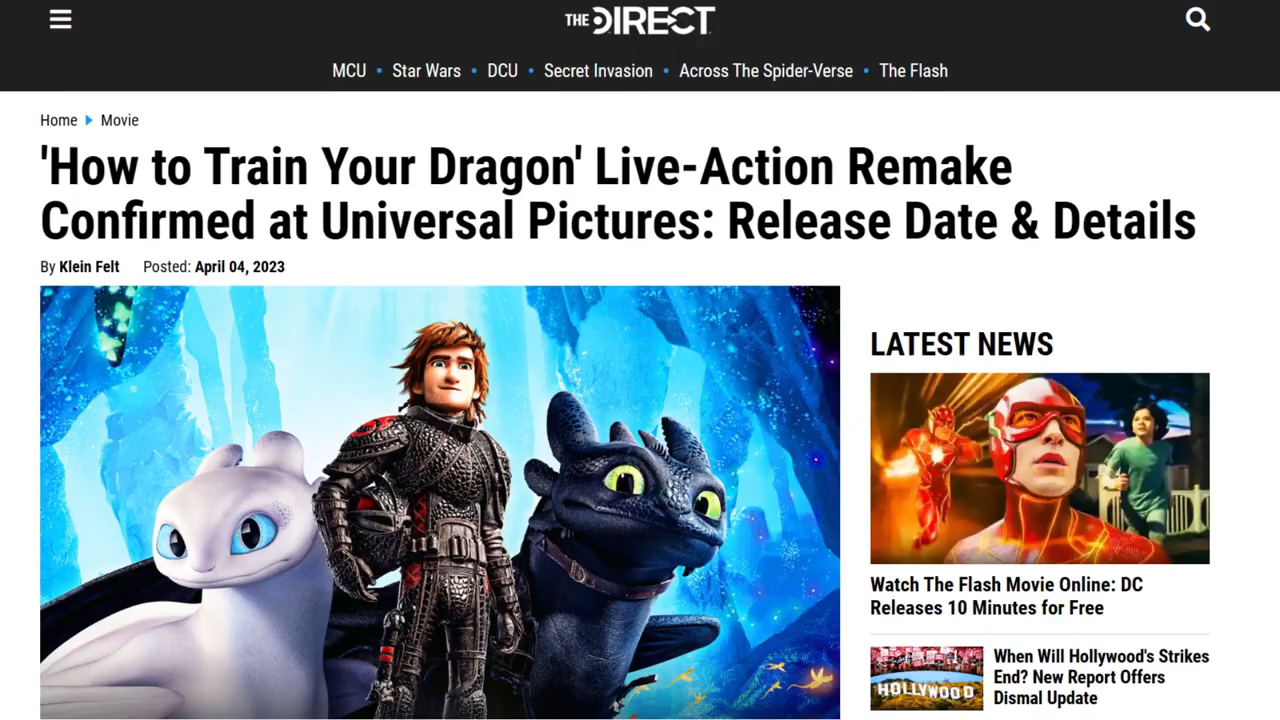 THE DIRECT
MCU • Star Wars • DCU • Secret Invasion • Across The Spider-Verse • The Flash
Home ▶ Movie
'How to Train Your Dragon' Live-Action Remake
Confirmed at Universal Pictures: Release Date & Details
By Klein Felt Posted: April 04, 2023
LATEST NEWS
Watch The Flash Movie Online: DC
Releases 10 Minutes for Free
When Will Hollywood's Strikes
End? New Report Offers
Dismal Update
HOLLYWOOD